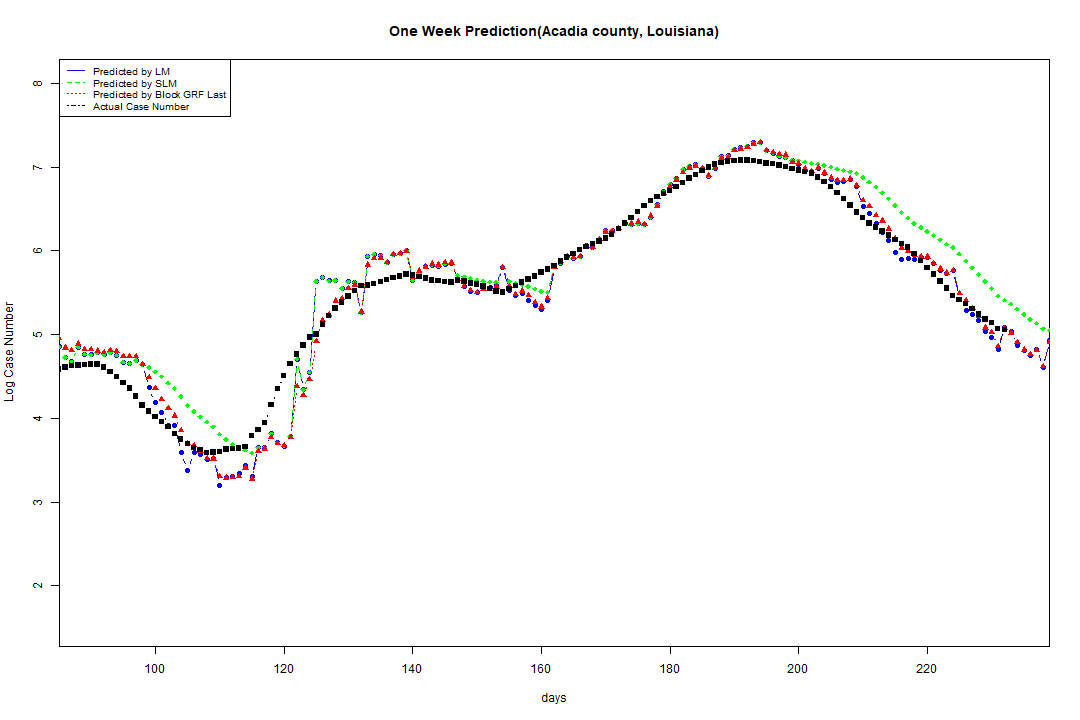 One Week Prediction(Acadia county, Louisiana)
Predicted by LM
Predicted by SLM
Predicted by Block GRF Last
Actual Case Number
8
7
6
5
4
3
2
Log Case Number
100 120 140 160 180 200 220
days